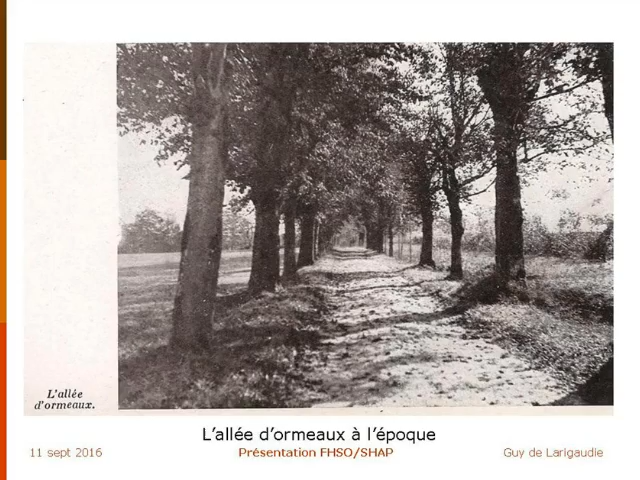 L'allée
d'ormeaux.
L'allée d'ormeaux à l'époque
11 sept 2016
Présentation FHSO/SHAP
Guy de Larigaudie